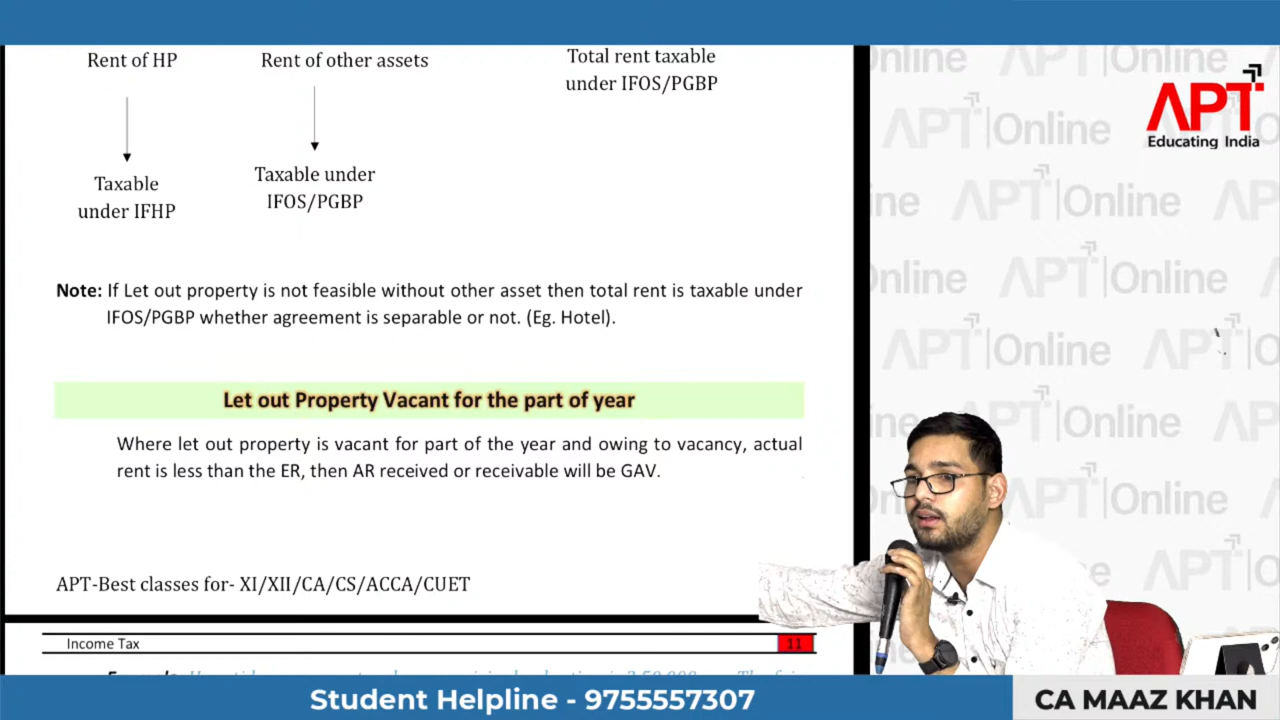 Rent of HP
Rent of other assets
Total rent taxable
under IFOS/PGBP
Taxable
under IFHP
Taxable under
IFOS/PGBP
Note: If Let out property is not feasible without other asset then total rent is taxable under
IFOS/PGBP whether agreement is separable or not. (Eg. Hotel).
Let out Property Vacant for the part of year
Where let out property is vacant for part of the year and owing to vacancy, actual
rent is less than the ER, then AR received or receivable will be GAV.
APT-Best classes for- XI/XII/CA/CS/ACCA/CUET
Income Tax
11
APT
Educating India
APT|Online
Student Helpline - 9755557307
CA MAAZ KHAN